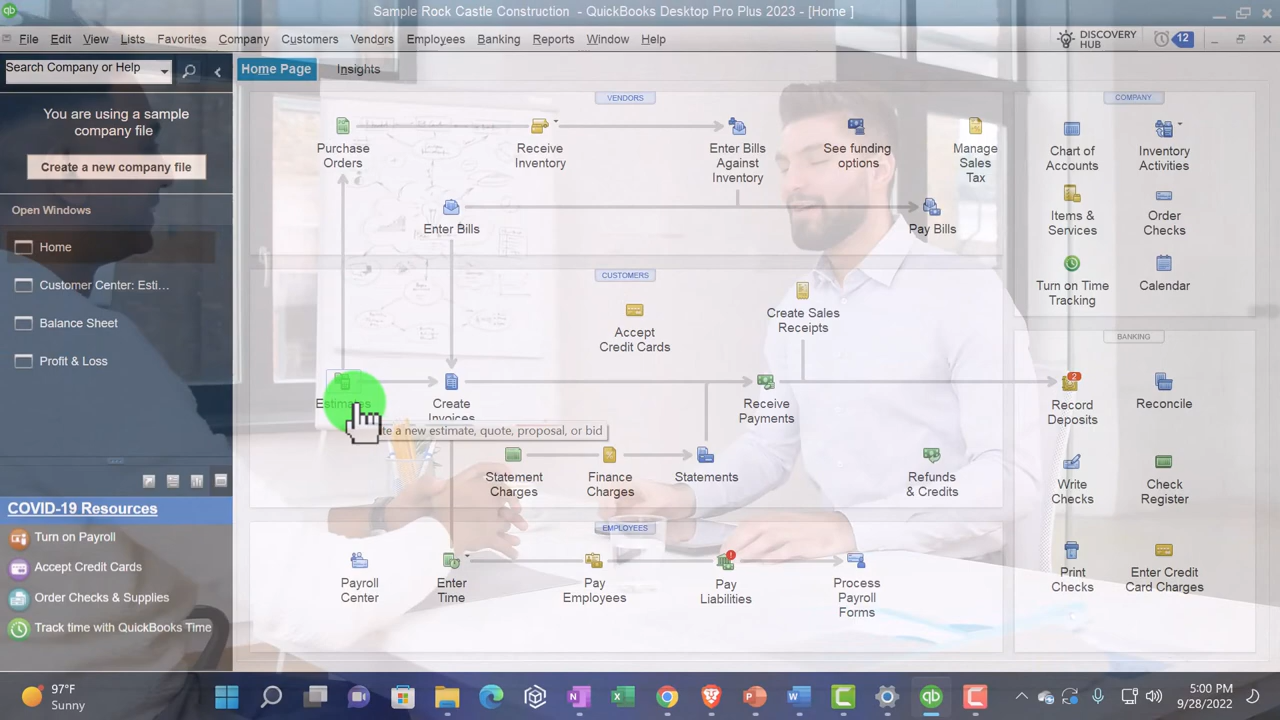 Sample Rock Castle Construction - QuickBooks Desktop Pro Plus 2023 - [Home ]
File Edit View Lists Favorites Company Customers Vendors Employees Banking Reports Window Help
DISCOVERY
HUB
12
Search Company or Help
Home Page
Insights
You are using a
sample
company file
Create a new company file
Open Windows
Home
Customer Center: Esti...
Balance Sheet
Profit & Loss
COVID-19 Resources
Turn on Payroll
Accept Credit Cards
Order Checks & Supplies
Track time with QuickBooks Time
VENDORS
Purchase
Orders
Receive
Inventory
Enter Bills
Against
Inventory
See funding
options
Manage
Sales
Tax
Enter Bills
Pay Bills
CUSTOMERS
Accept
Credit Cards
Create Sales
Receipts
Estimates
Create
Invoices
Receive
Payments
te a new estimate, quote, proposal, or bid
Statement
Charges
Finance
Charges
Statements
Refunds
& Credits
EMPLOYEES
Payroll
Center
Enter
Time
Pay
Employees
Pay
Liabilities
Process
Payroll
Forms
COMPANY
Chart of
Accounts
Inventory
Activities
Items &
Services
Order
Checks
Turn on Time
Tracking
Calendar
BANKING
2
Record
Deposits
Reconcile
Write
Checks
Check
Register
Print
Checks
Enter Credit
Card Charges
97°F
Sunny
5:00 PM
9/28/2022